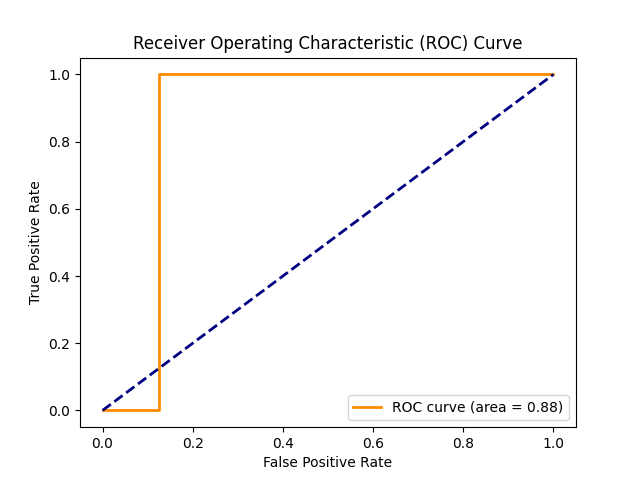 Receiver Operating Characteristic (ROC) Curve
1.0
0.8
0.6
0.4
0.2
0.0
True Positive Rate
ROC curve (area = 0.88)
0.0 0.2 0.4 0.6 0.8 1.0
False Positive Rate